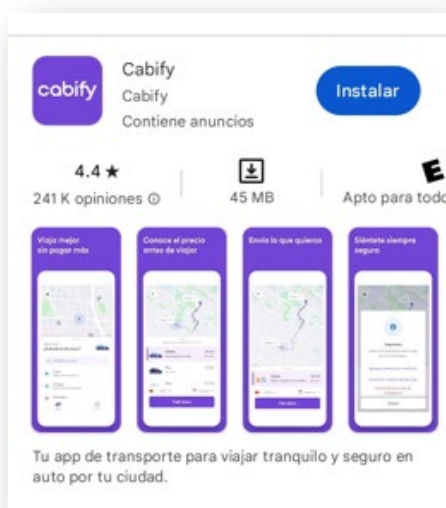 cabify
Cabify
Cabify
Contiene anuncios
Instalar
4.4 ★
241 K opiniones
45 MB
E
Apto para todo
Viaja mejor
sin pagar más
Conoce el precio
antes de viajar
Envía lo que quieras
Siéntete siempre
seguro
Tu app de transporte para viajar tranquilo y seguro en
auto por tu ciudad.